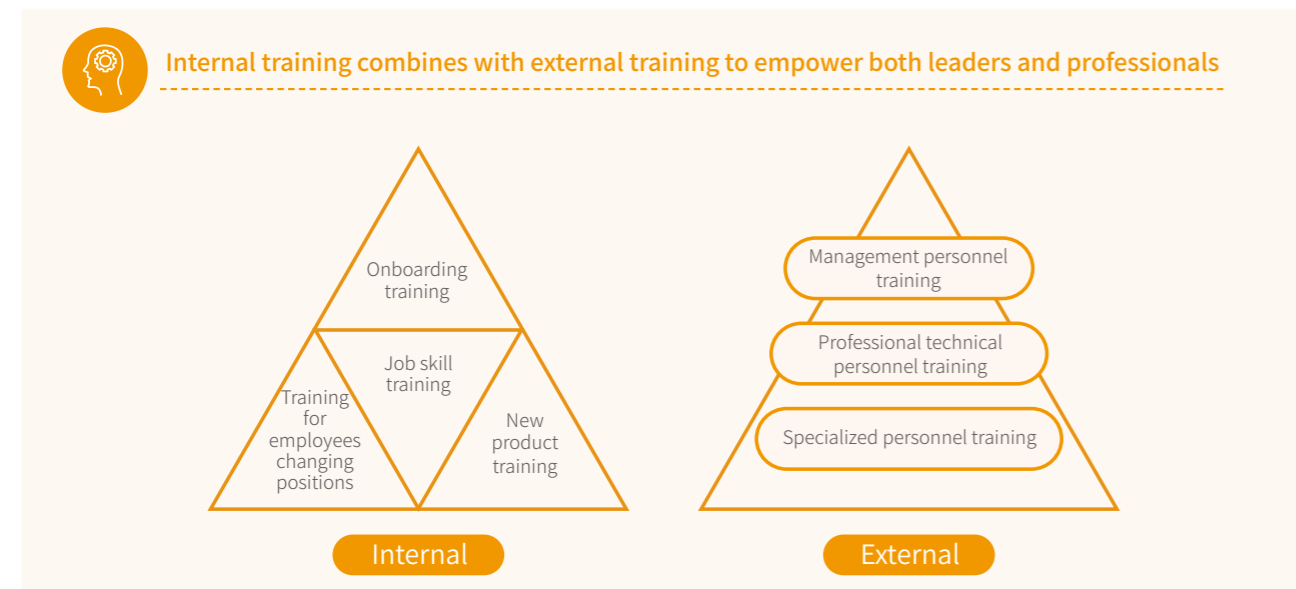 Internal training combines with external training to empower both leaders and professionals
Onboarding
training
Job skill
training
Training
for
employees
changing
positions
New
product
training
Internal
Management personnel
training
Professional technical
personnel training
Specialized personnel training
External